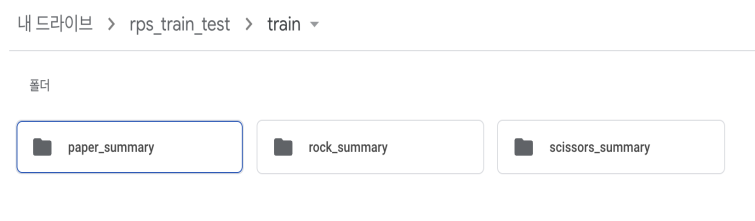 내 드라이브 > rps_train_test > train
폴더
paper_summary rock_summary scissors_summary